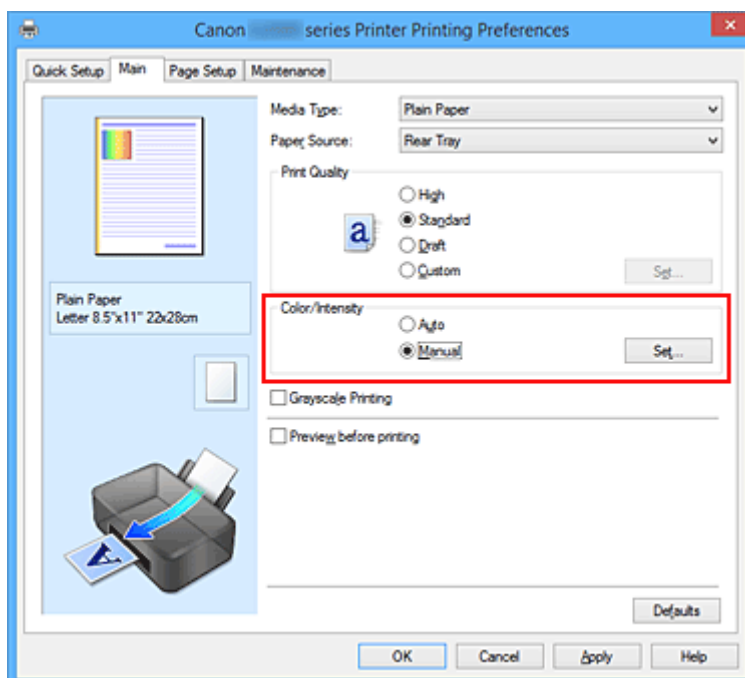 Canon series Printer Printing Preferences
Quick Setup Main Page Setup Maintenance
Media Type: Plain Paper
Paper Source: Rear Tray
Print Quality
High
Standard
Draft
Custom Set...
Plain Paper
Letter 8.5"x11" 22x28cm
Color/Intensity
Auto
Manual Set...
Grayscale Printing
Preview before printing
Defaults
OK Cancel Apply Help